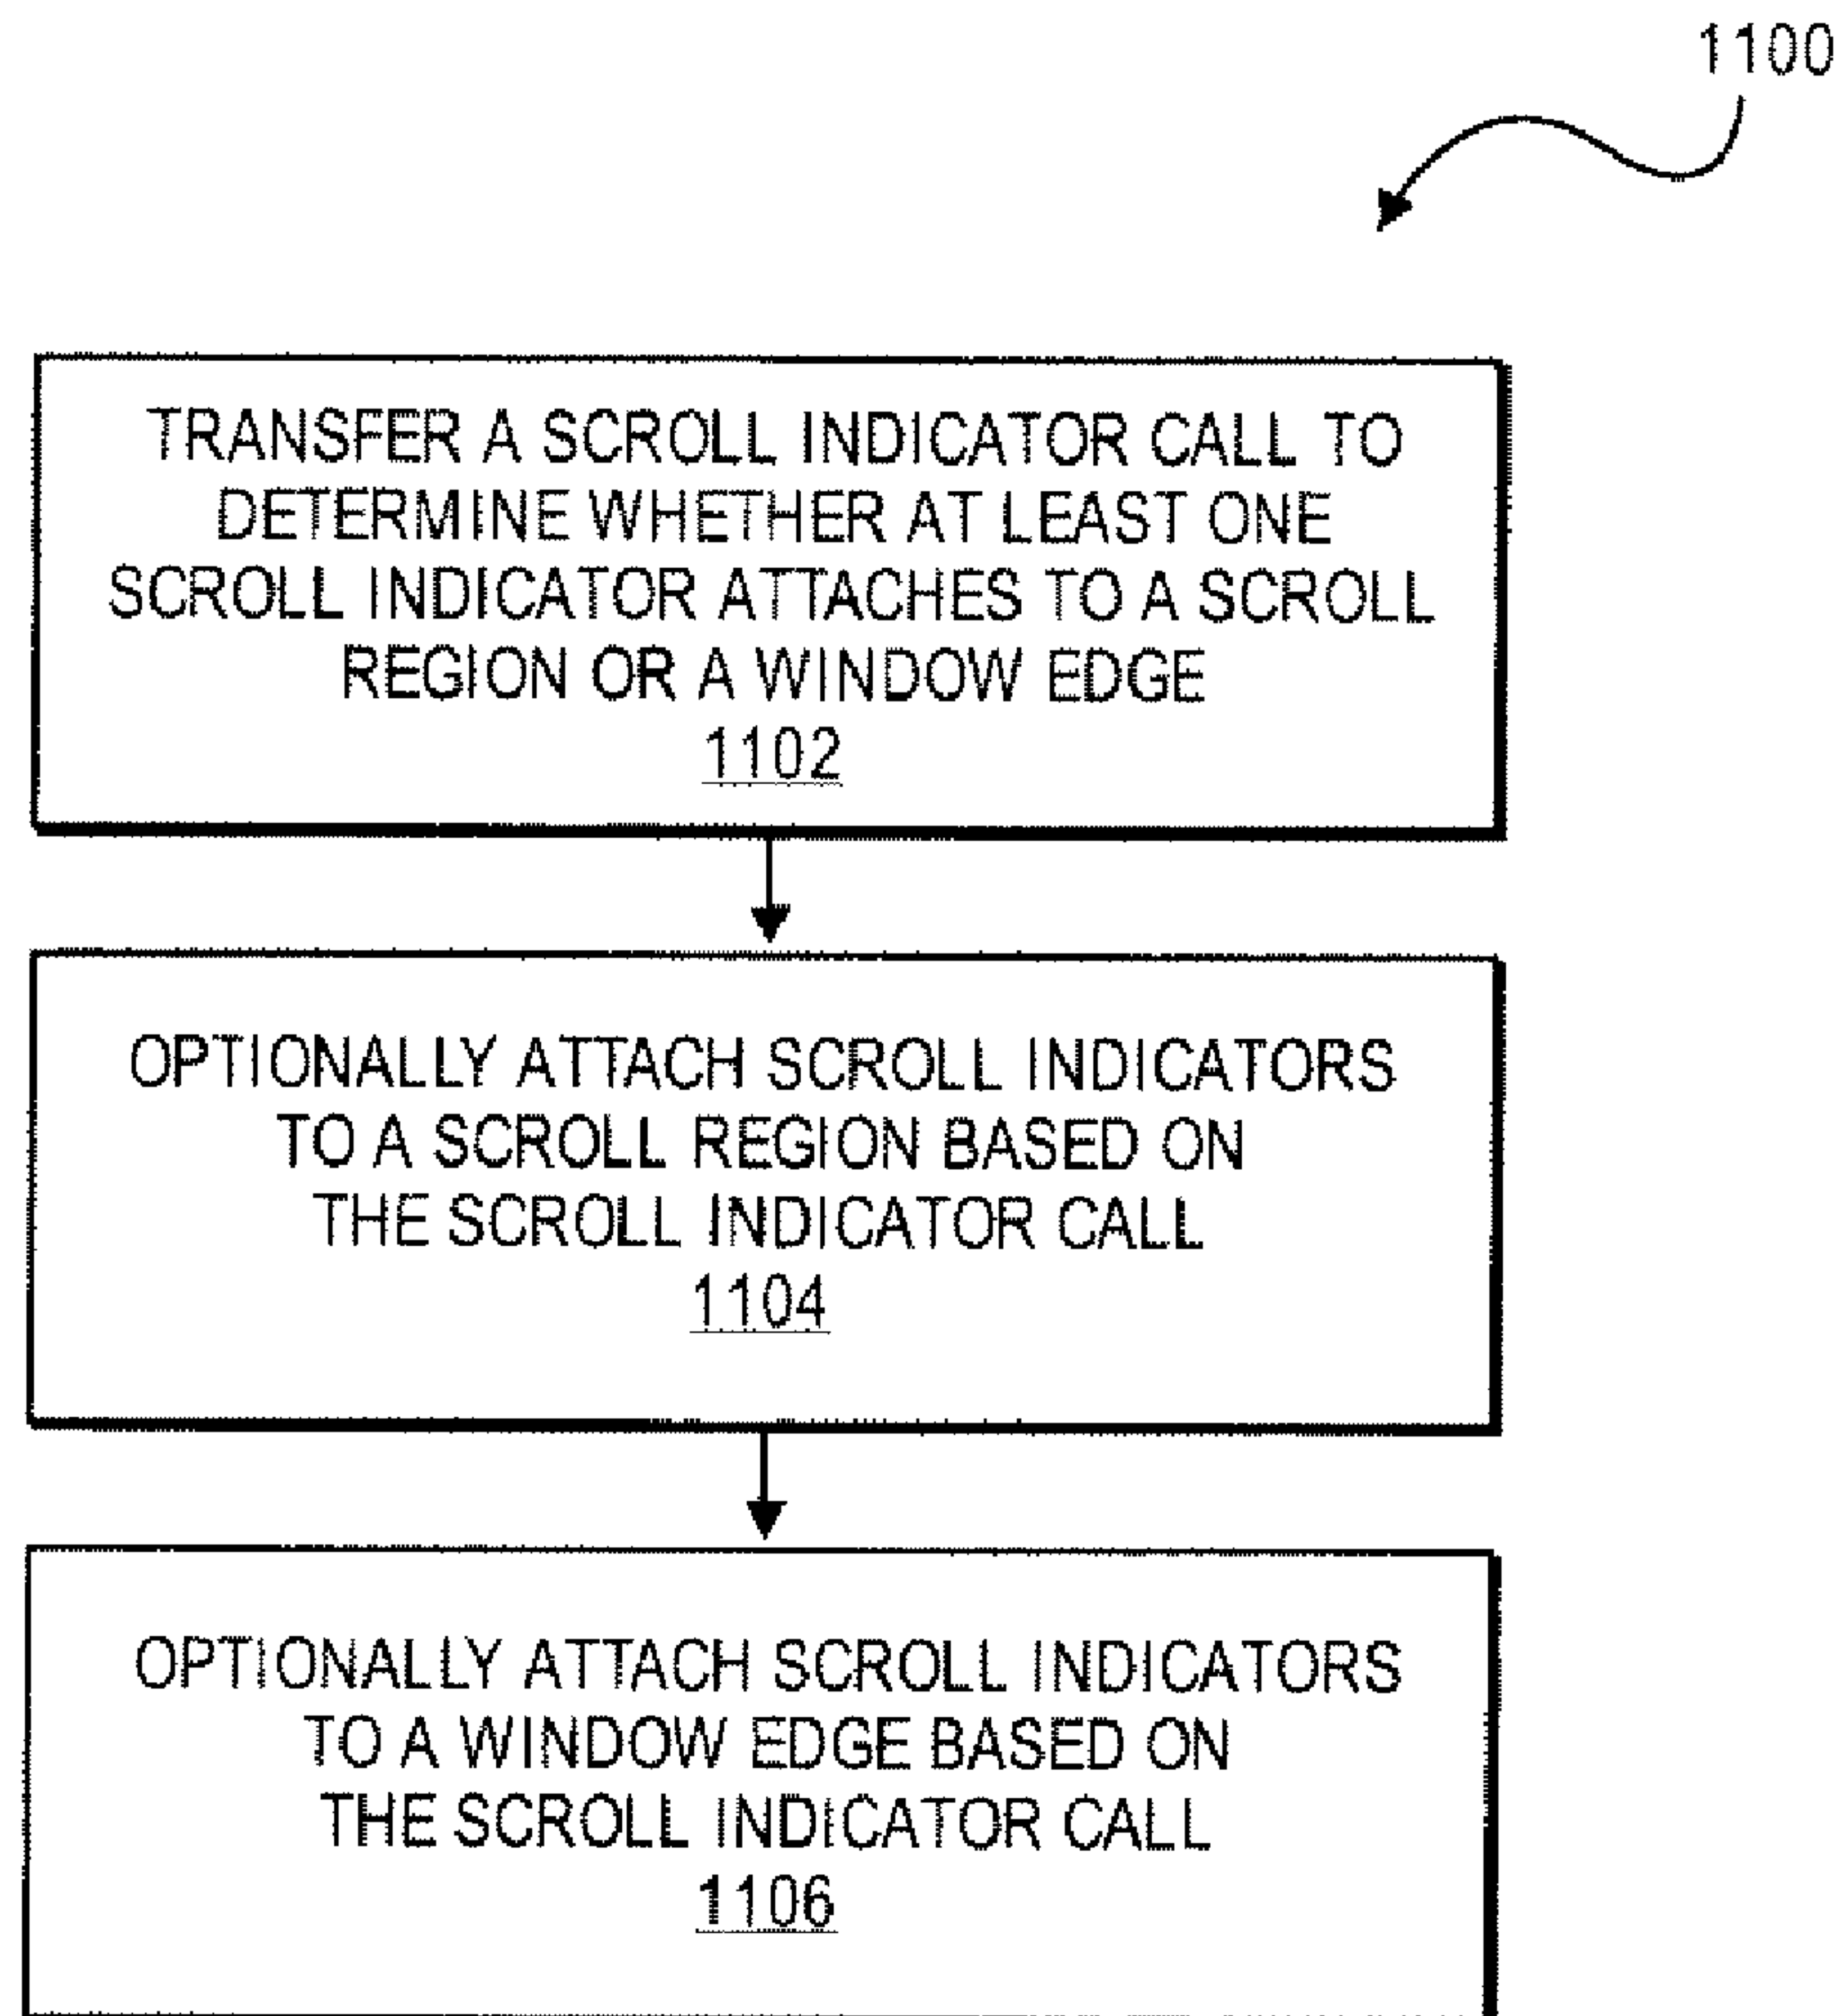 1100
TRANSFER A SCROLL INDICATOR CALL TO
DETERMINE WHETHER AT LEAST ONE
SCROLL INDICATOR ATTACHES TO A SCROLL
REGION OR A WINDOW EDGE
1102
OPTIONALLY ATTACH SCROLL INDICATORS
TO A SCROLL REGION BASED ON
THE SCROLL INDICATOR CALL
1104
OPTIONALLY ATTACH SCROLL INDICATORS
TO A WINDOW EDGE BASED ON
THE SCROLL INDICATOR CALL
1106